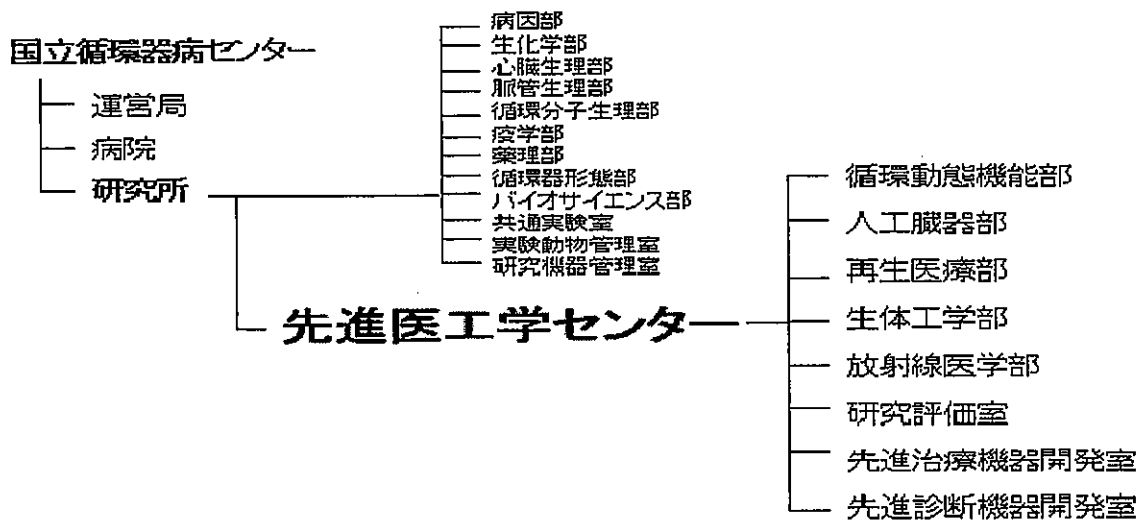 国立循環器病センター
運営局
病院
研究所
病因部
生化学部
心臓生理部
脈管生理部
循環分子生理部
疫学部
薬理部
循環器形態部
バイオサイエンス部
共通実験室
実験動物管理室
研究機器管理室
先進医工学センター
循環動態機能部
人工臓器部
再生医療部
生体工学部
放射線医学部
研究評価室
先進治療機器開発室
先進診断機器開発室